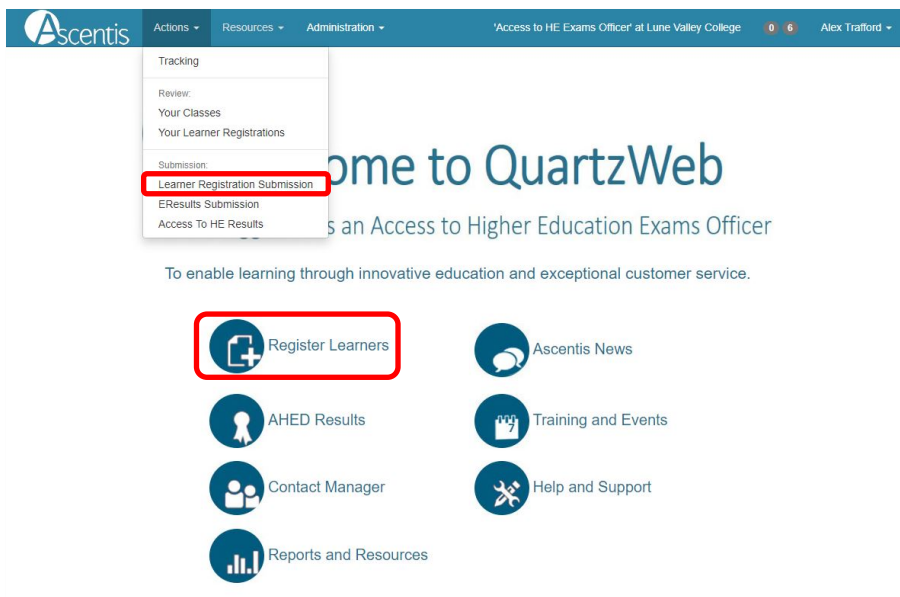 Ascentis Actions Resources Administration 'Access to HE Exams Officer' at Lune Valley College 0 6 Alex Trafford
Tracking
Review:
Your Classes
Your Learner Registrations
Submission:
Learner Registration Submission
EResults Submission
Access To HE Results
ome to QuartzWeb
s an Access to Higher Education Exams Officer
To enable learning through innovative education and exceptional customer service.
Register Learners
Ascentis News
AHED Results
Training and Events
Contact Manager
Help and Support
Reports and Resources